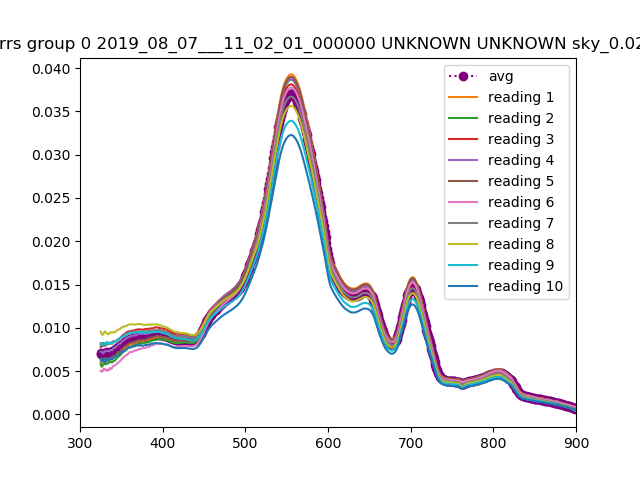 rrs group 0 2019_08_07___11_02_01_000000 UNKNOWN UNKNOWN sky_0.02
0.040
0.035
0.030
0.025
0.020
0.015
0.010
0.005
0.000
300 400 500 600 700 800 900
avg
reading 1
reading 2
reading 3
reading 4
reading 5
reading 6
reading 7
reading 8
reading 9
reading 10